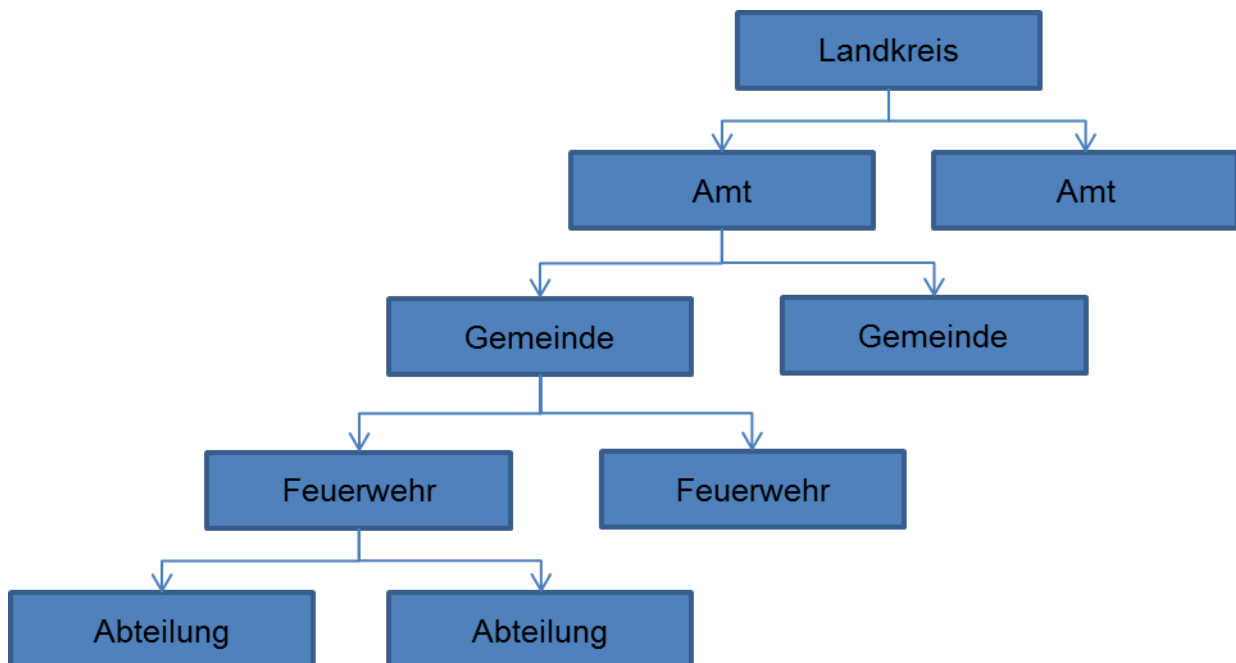 Landkreis
Amt
Amt
Gemeinde
Gemeinde
Feuerwehr
Feuerwehr
Abteilung
Abteilung